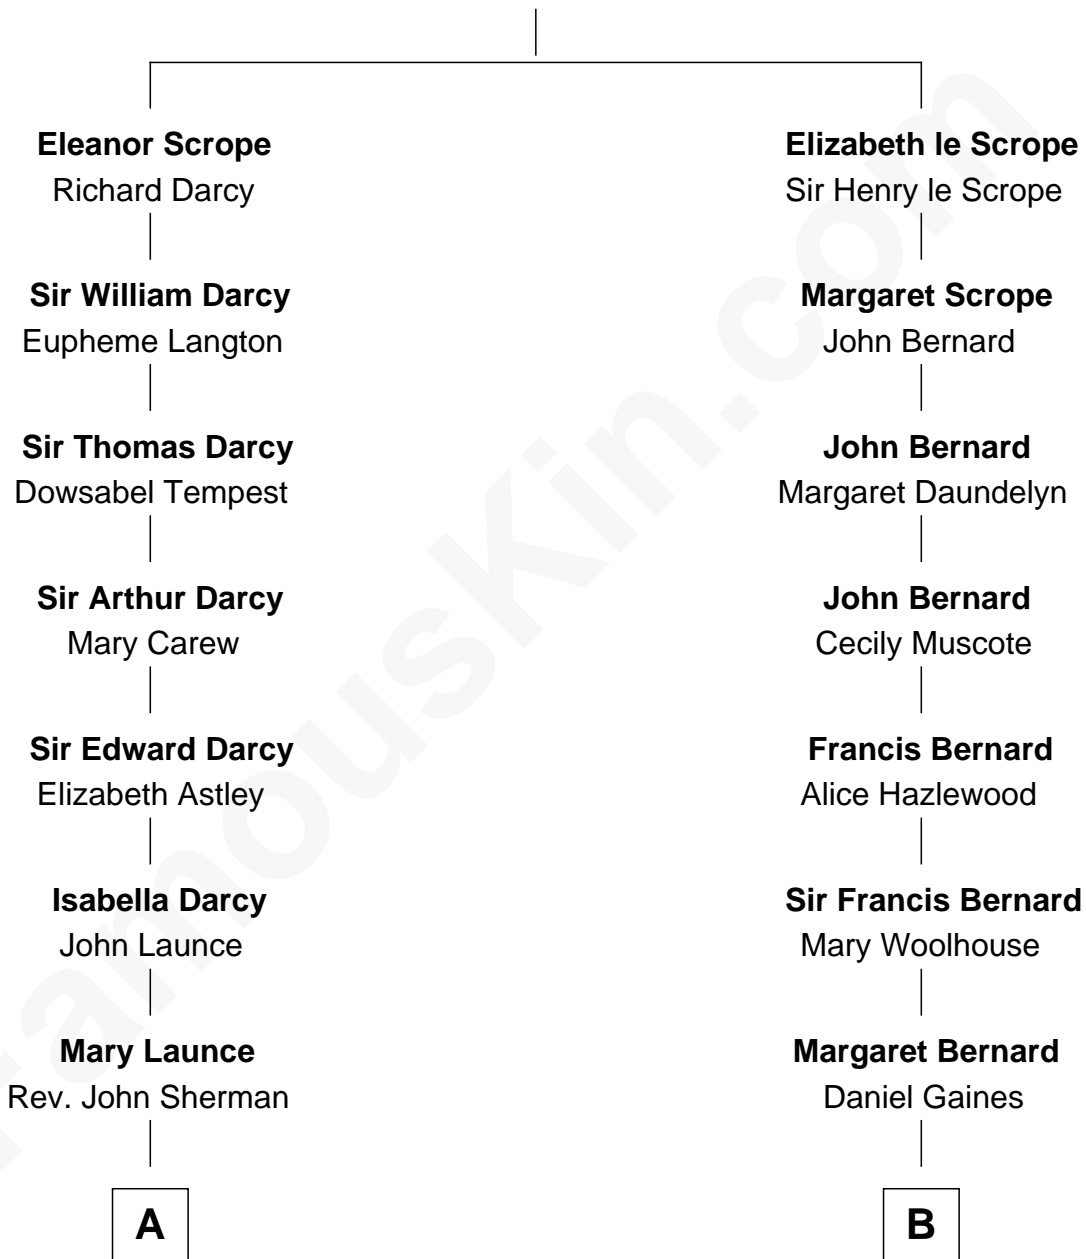 Eleanor Scrope
Richard Darcy
Sir William Darcy
Eupheme Langton
Sir Thomas Darcy
Dowsabel Tempest
Sir Arthur Darcy
Mary Carew
Sir Edward Darcy
Elizabeth Astley
Isabella Darcy
John Launce
Mary Launce
Rev. John Sherman
A
Elizabeth le Scrope
Sir Henry le Scrope
Margaret Scrope
John Bernard
John Bernard
Margaret Daundelyn
John Bernard
Cecily Muscote
Francis Bernard
Alice Hazlewood
Sir Francis Bernard
Mary Woolhouse
Margaret Bernard
Daniel Gaines
B
FamousKin.com